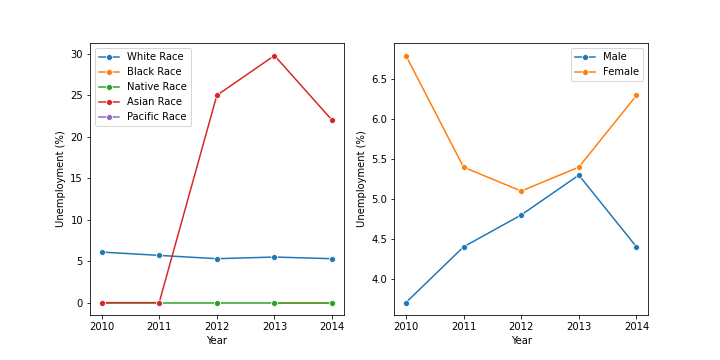 White Race
Black Race
Native Race
Asian Race
Pacific Race
Unemployment (%)
30
25
20
15
10
5
0
2010 2011 2012 2013 2014
Year
Male
Female
Unemployment (%)
6.5
6.0
5.5
5.0
4.5
4.0
2010 2011 2012 2013 2014
Year